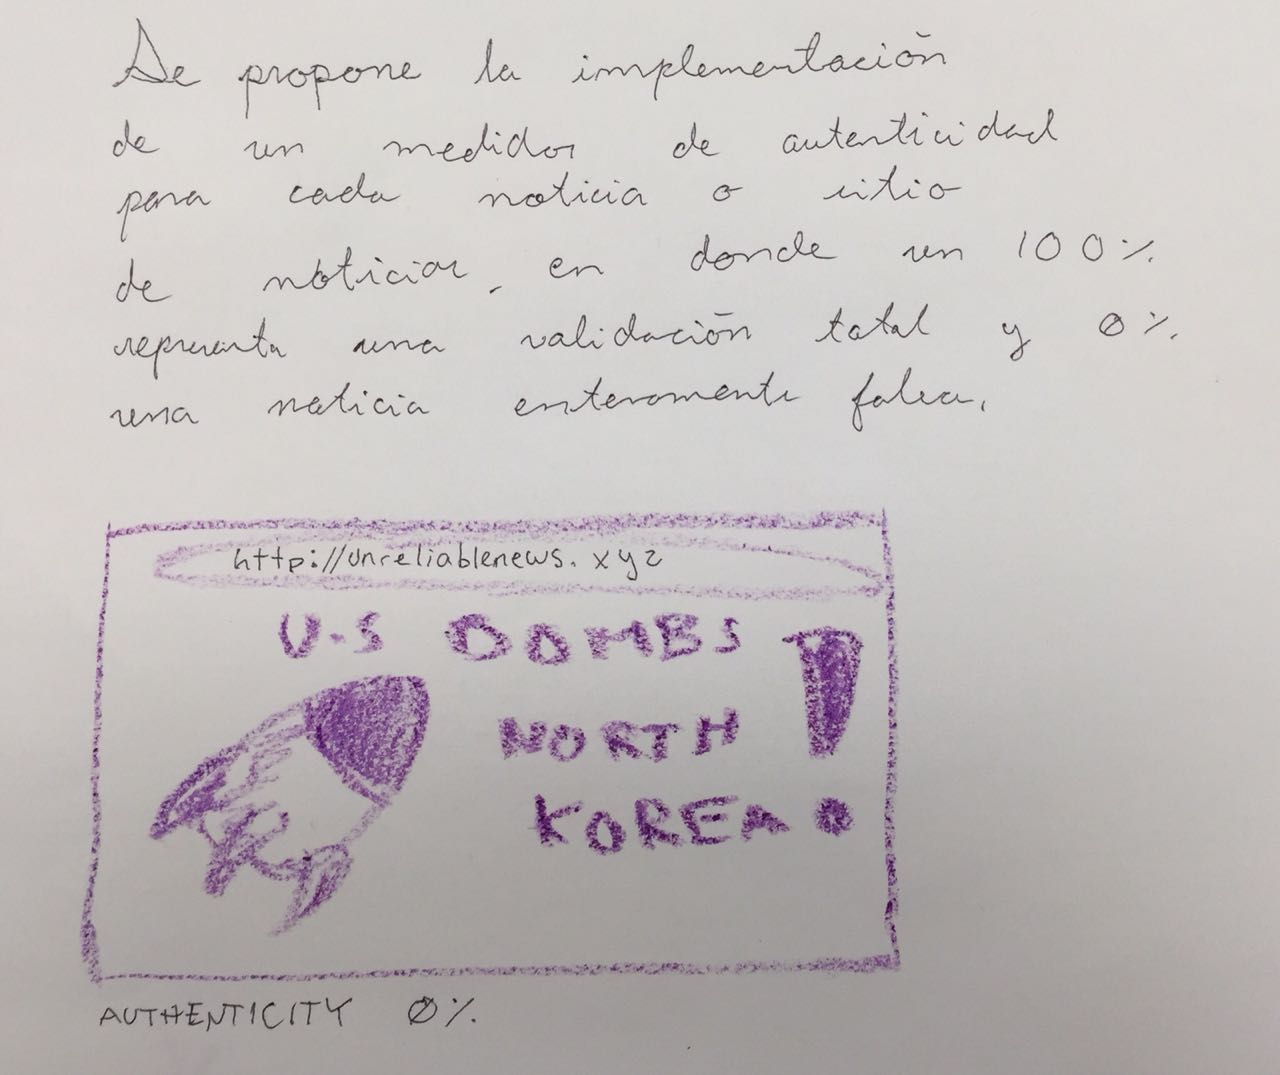 Se propone la implementación
de un medidor de autenticidad
para cada noticia o sitio
de noticias, en donde un 100%
representa una validación total y 0%
una noticia enteramente falsa.
http://unreliablenews.xyz
U.S BOMBS
NORTH
KOREA!
AUTHENTICITY 0%